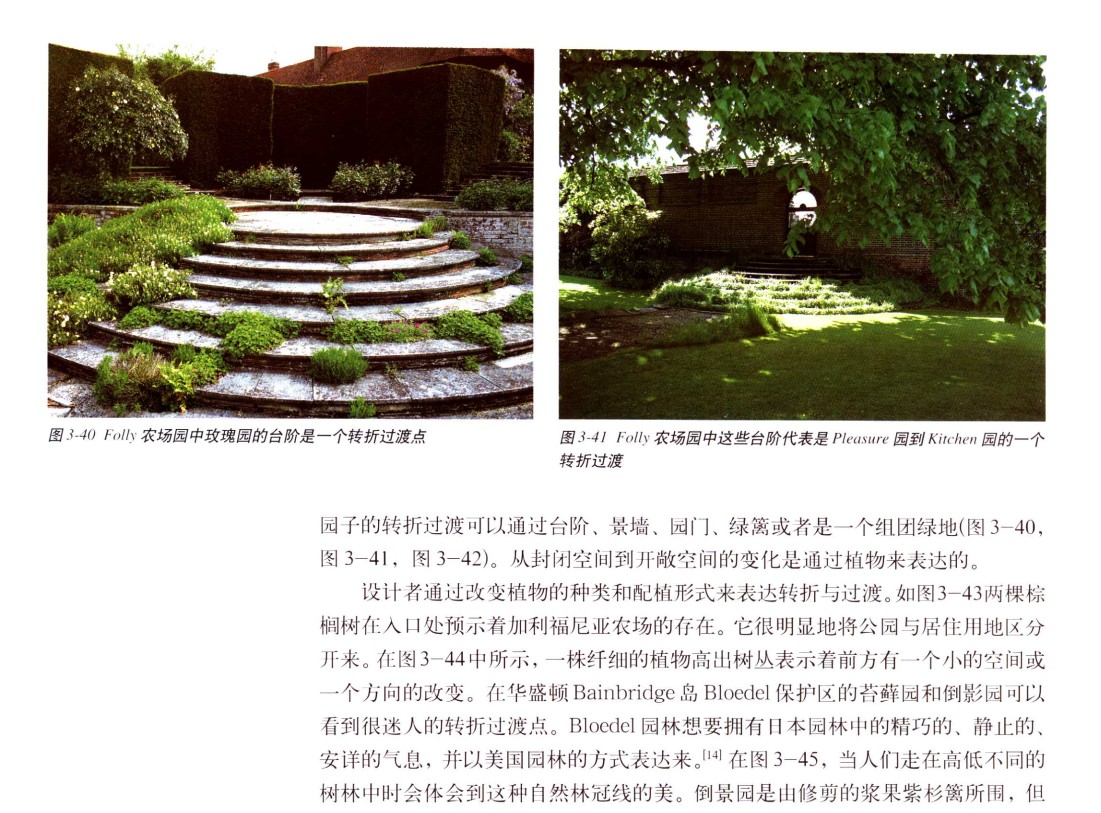 图 3-40 Folly 农场园中玫瑰园的台阶是一个转折过渡点
图 3-41 Folly 农场园中这些台阶代表是 Pleasure 园到 Kitchen 园的一个
转折过渡
园子的转折过渡可以通过台阶、景墙、园门、绿篱或者是一个组团绿地(图 3-40,
图 3-41, 图 3-42)。从封闭空间到开敞空间的变化是通过植物来表达的。
设计者通过改变植物的种类和配植形式来表达转折与过渡。如图3-43两棵棕
榈树在入口处预示着加利福尼亚农场的存在。它很明显地将公园与居住用地区分
开来。在图3-44中所示，一株纤细的植物高出树丛表示着前方有一个小的空间或
一个方向的改变。在华盛顿 Bainbridge 岛 Bloedel 保护区的苔藓园和倒影园可以
看到很迷人的转折过渡点。Bloedel 园林想要拥有日本园林中的精巧的、静止的、
安详的气息，并以美国园林的方式表达来。[14] 在图 3-45，当人们走在高低不同的
树林中时会体会到这种自然林冠线的美。倒景园是由修剪的浆果紫杉篱所围，但